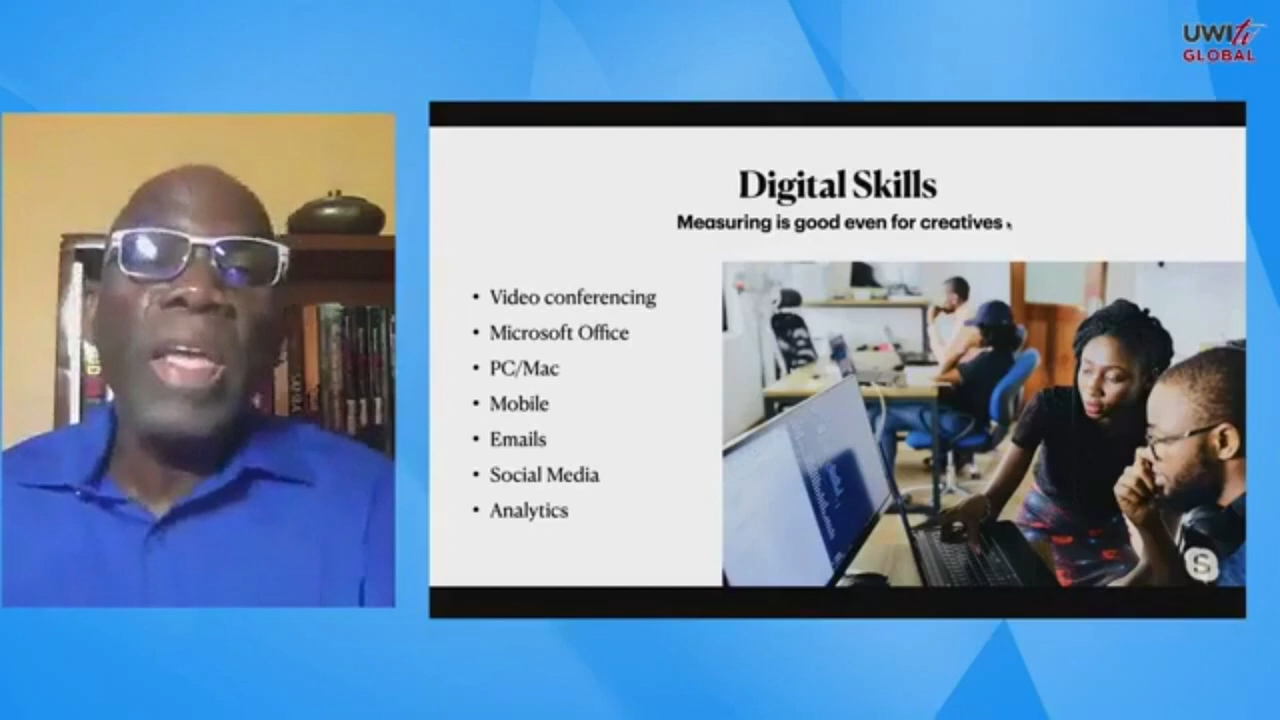 UWItv
GLOBAL
Digital Skills
Measuring is good even for creatives
• Video conferencing
• Microsoft Office
• PC/Mac
• Mobile
• Emails
• Social Media
• Analytics